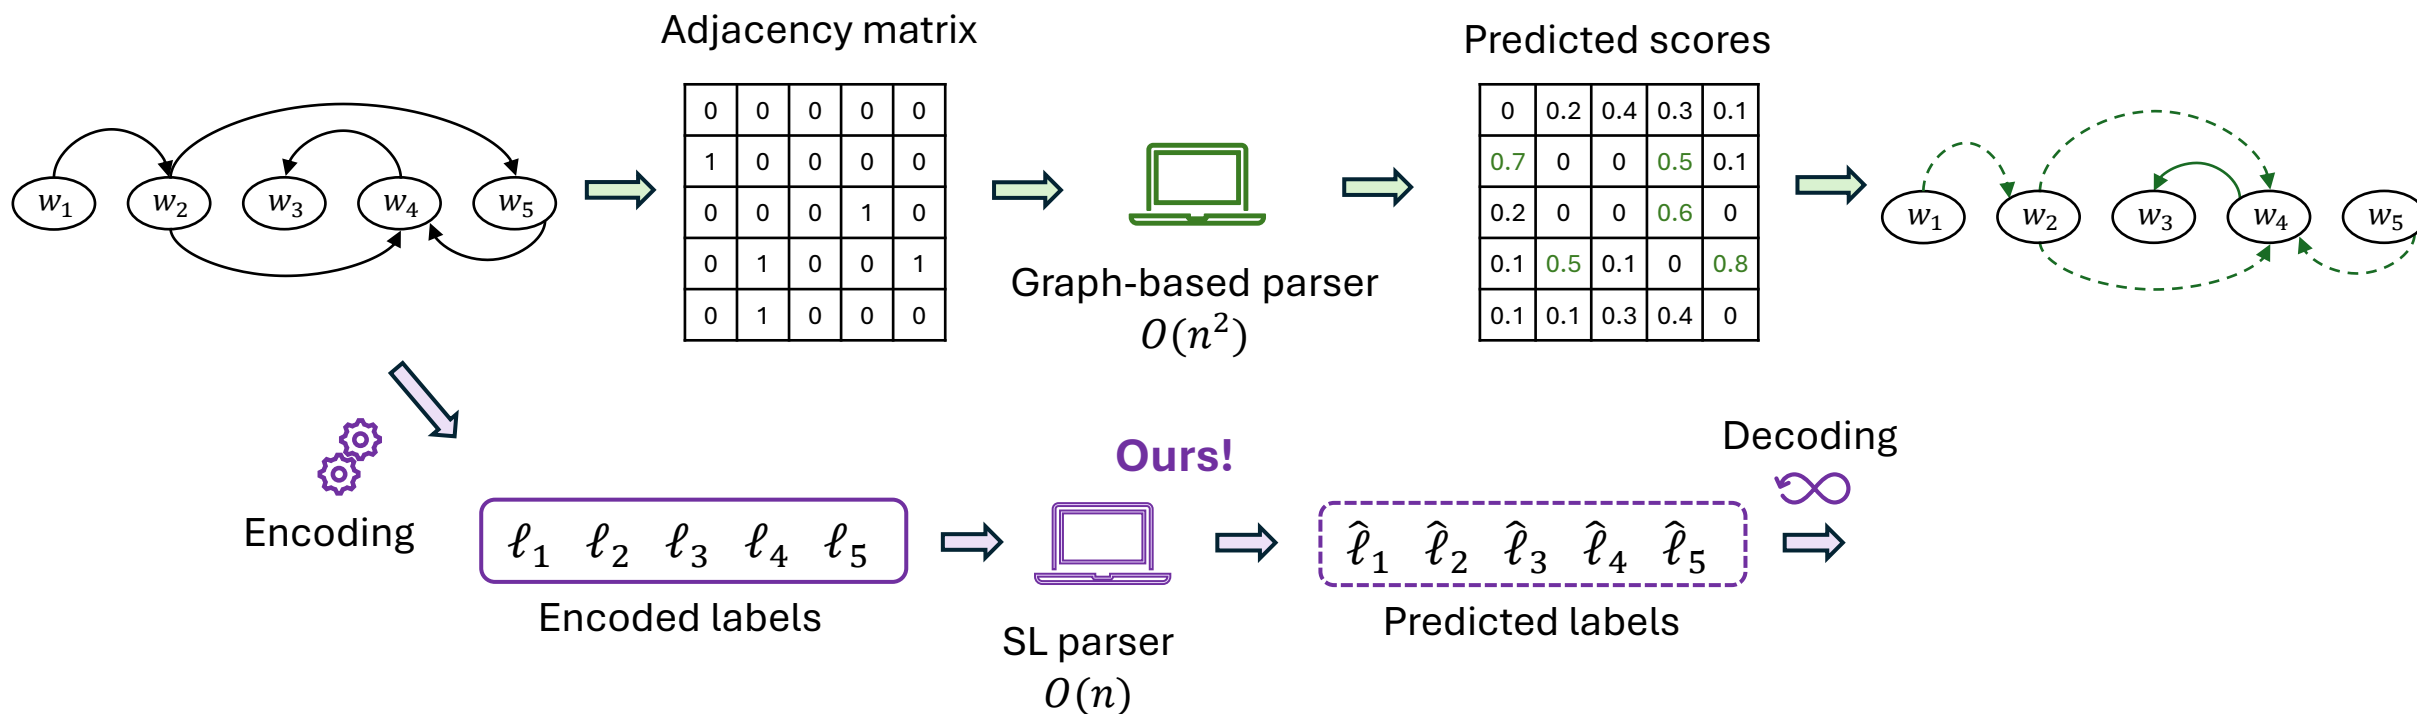 Adjacency matrix
Predicted scores
w₁ w₂ w₃ w₄ w₅
0 0 0 0 0
1 0 0 0 0
0 0 0 1 0
0 1 0 0 1
0 1 0 0 0
Graph-based parser
O(n²)
0 0.2 0.4 0.3 0.1
0.7 0 0 0.5 0.1
0.2 0 0 0.6 0
0.1 0.5 0.1 0 0.8
0.1 0.1 0.3 0.4 0
w₁ w₂ w₃ w₄ w₅
Encoding
ℓ₁ ℓ₂ ℓ₃ ℓ₄ ℓ₅
Encoded labels
Ours!
SL parser
O(n)
ℓ̂₁ ℓ̂₂ ℓ̂₃ ℓ̂₄ ℓ̂₅
Predicted labels
Decoding